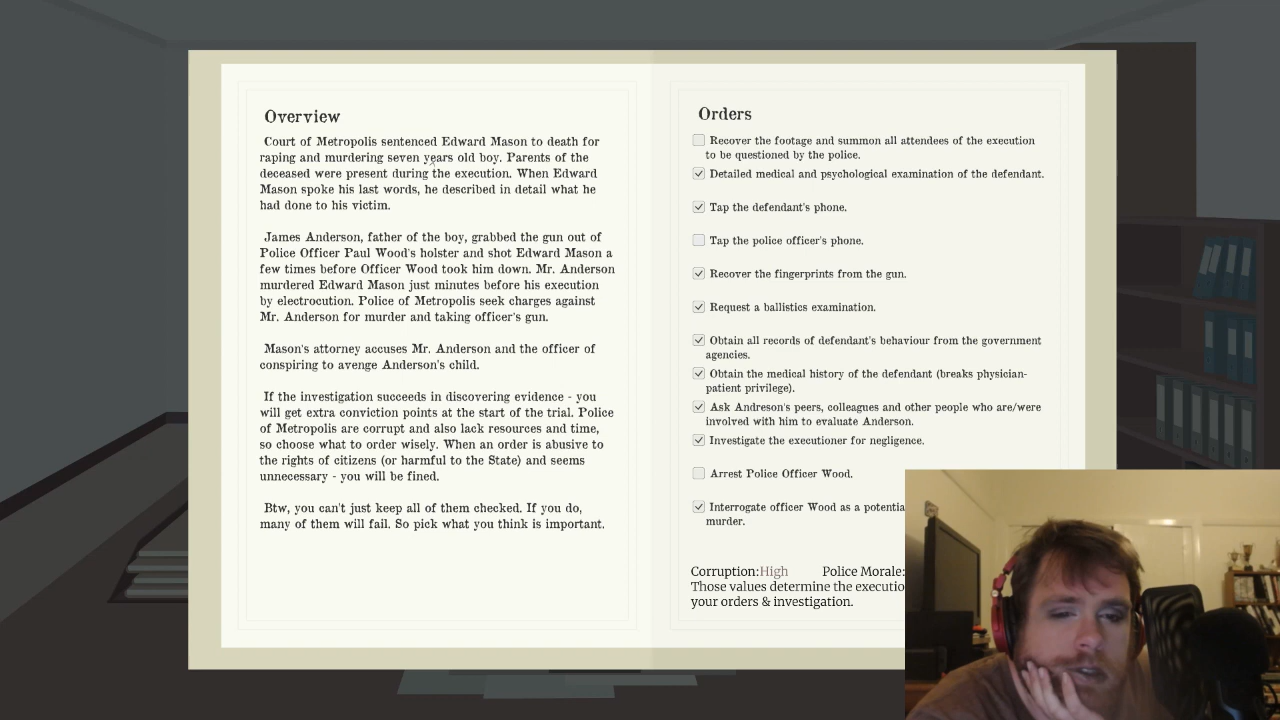 Overview
Court of Metropolis sentenced Edward Mason to death for
raping and murdering seven years old boy. Parents of the
deceased were present during the execution. When Edward
Mason spoke his last words, he described in detail what he
had done to his victim.
James Anderson, father of the boy, grabbed the gun out of
Police Officer Paul Wood's holster and shot Edward Mason a
few times before Officer Wood took him down. Mr. Anderson
murdered Edward Mason just minutes before his execution
by electrocution. Police of Metropolis seek charges against
Mr. Anderson for murder and taking officer's gun.
Mason's attorney accuses Mr. Anderson and the officer of
conspiring to avenge Anderson's child.
If the investigation succeeds in discovering evidence - you
will get extra conviction points at the start of the trial. Police
of Metropolis are corrupt and also lack resources and time,
so choose what to order wisely. When an order is abusive to
the rights of citizens (or harmful to the State) and seems
unnecessary - you will be fined.
Btw, you can't just keep all of them checked. If you do,
many of them will fail. So pick what you think is important.
Orders
Recover the footage and summon all attendees of the execution
to be questioned by the police.
Detailed medical and psychological examination of the defendant.
Tap the defendant's phone.
Tap the police officer's phone.
Recover the fingerprints from the gun.
Request a ballistics examination.
Obtain all records of defendant's behaviour from the government
agencies.
Obtain the medical history of the defendant (breaks physician-
patient privilege).
Ask Andreson's peers, colleagues and other people who are/were
involved with him to evaluate Anderson.
Investigate the executioner for negligence.
Arrest Police Officer Wood.
Interrogate officer Wood as a potentia
murder.
Corruption:High Police Morale:
Those values determine the executio
your orders & investigation.